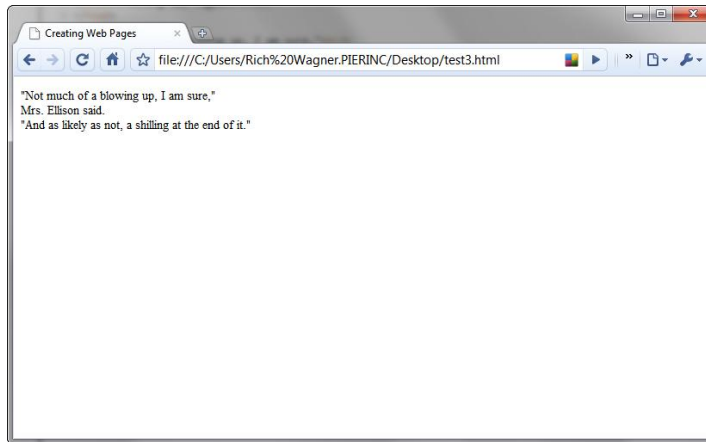 Creating Web Pages
file:///C:/Users/Rich%20Wagner.PIERINC/Desktop/test3.html
"Not much of a blowing up, I am sure,"
Mrs. Ellison said.
"And as likely as not, a shilling at the end of it."